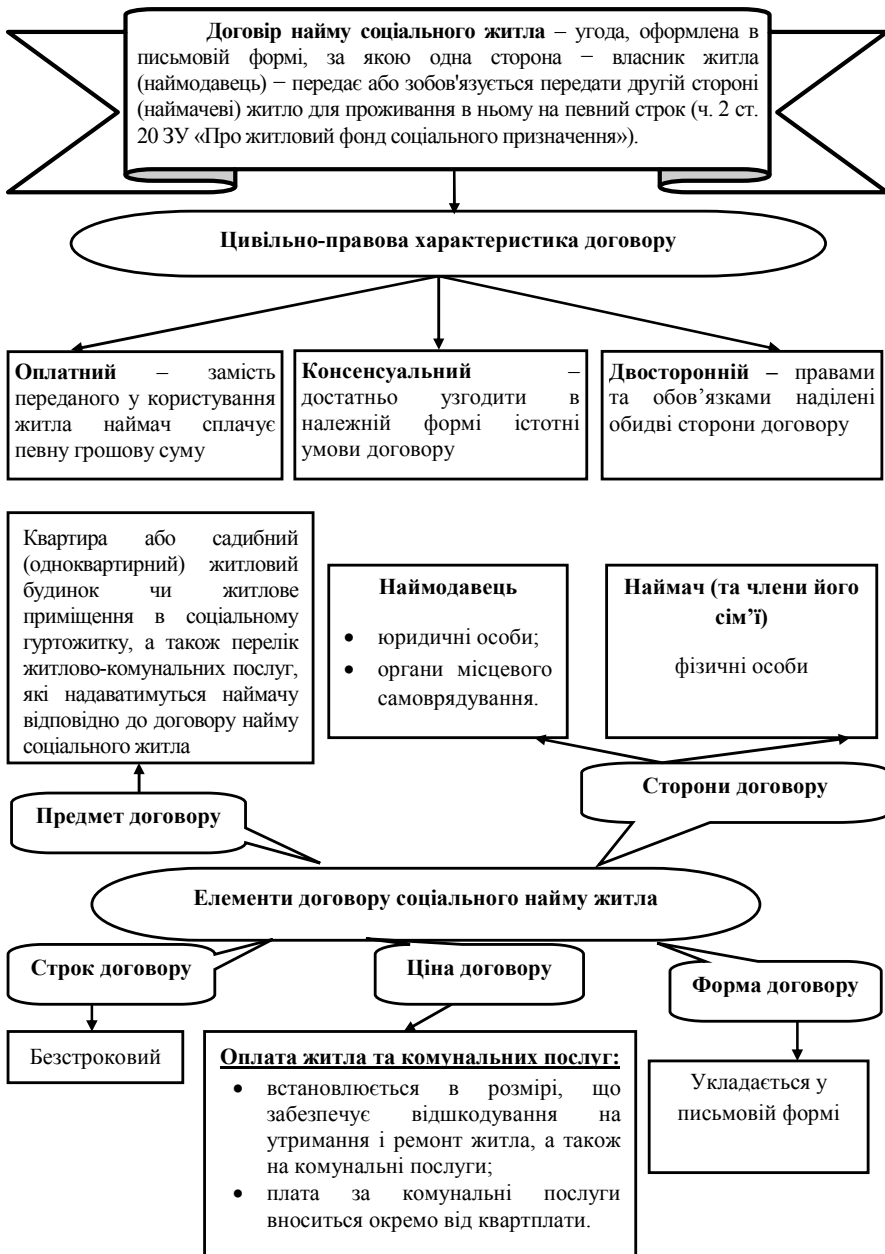 Договір найму соціального житла – угода, оформлена в
письмовій формі, за якою одна сторона − власник житла
(наймодавець) − передає або зобов'язується передати другій стороні
(наймачеві) житло для проживання в ньому на певний строк (ч. 2 ст.
20 ЗУ «Про житловий фонд соціального призначення»).
Цивільно-правова характеристика договору
Оплатний – замість
переданого у користування
житла наймач сплачує
певну грошову суму
Консенсуальний –
достатньо узгодити в
належній формі істотні
умови договору
Двосторонній – правами
та обов’язками наділені
обидві сторони договору
Квартира або садибний
(одноквартирний) житловий
будинок чи житлове
приміщення в соціальному
гуртожитку, а також перелік
житлово-комунальних послуг,
які надаватимуться наймачу
відповідно до договору найму
соціального житла
Наймодавець
• юридичні особи;
• органи місцевого
самоврядування.
Наймач (та члени його
сім’ї)
фізичні особи
Предмет договору
Сторони договору
Елементи договору соціального найму житла
Строк договору
Ціна договору
Форма договору
Безстроковий
Оплата житла та комунальних послуг:
• встановлюється в розмірі, що
забезпечує відшкодування на
утримання і ремонт житла, а також
на комунальні послуги;
• плата за комунальні послуги
вноситься окремо від квартплати.
Укладається у
письмовій формі